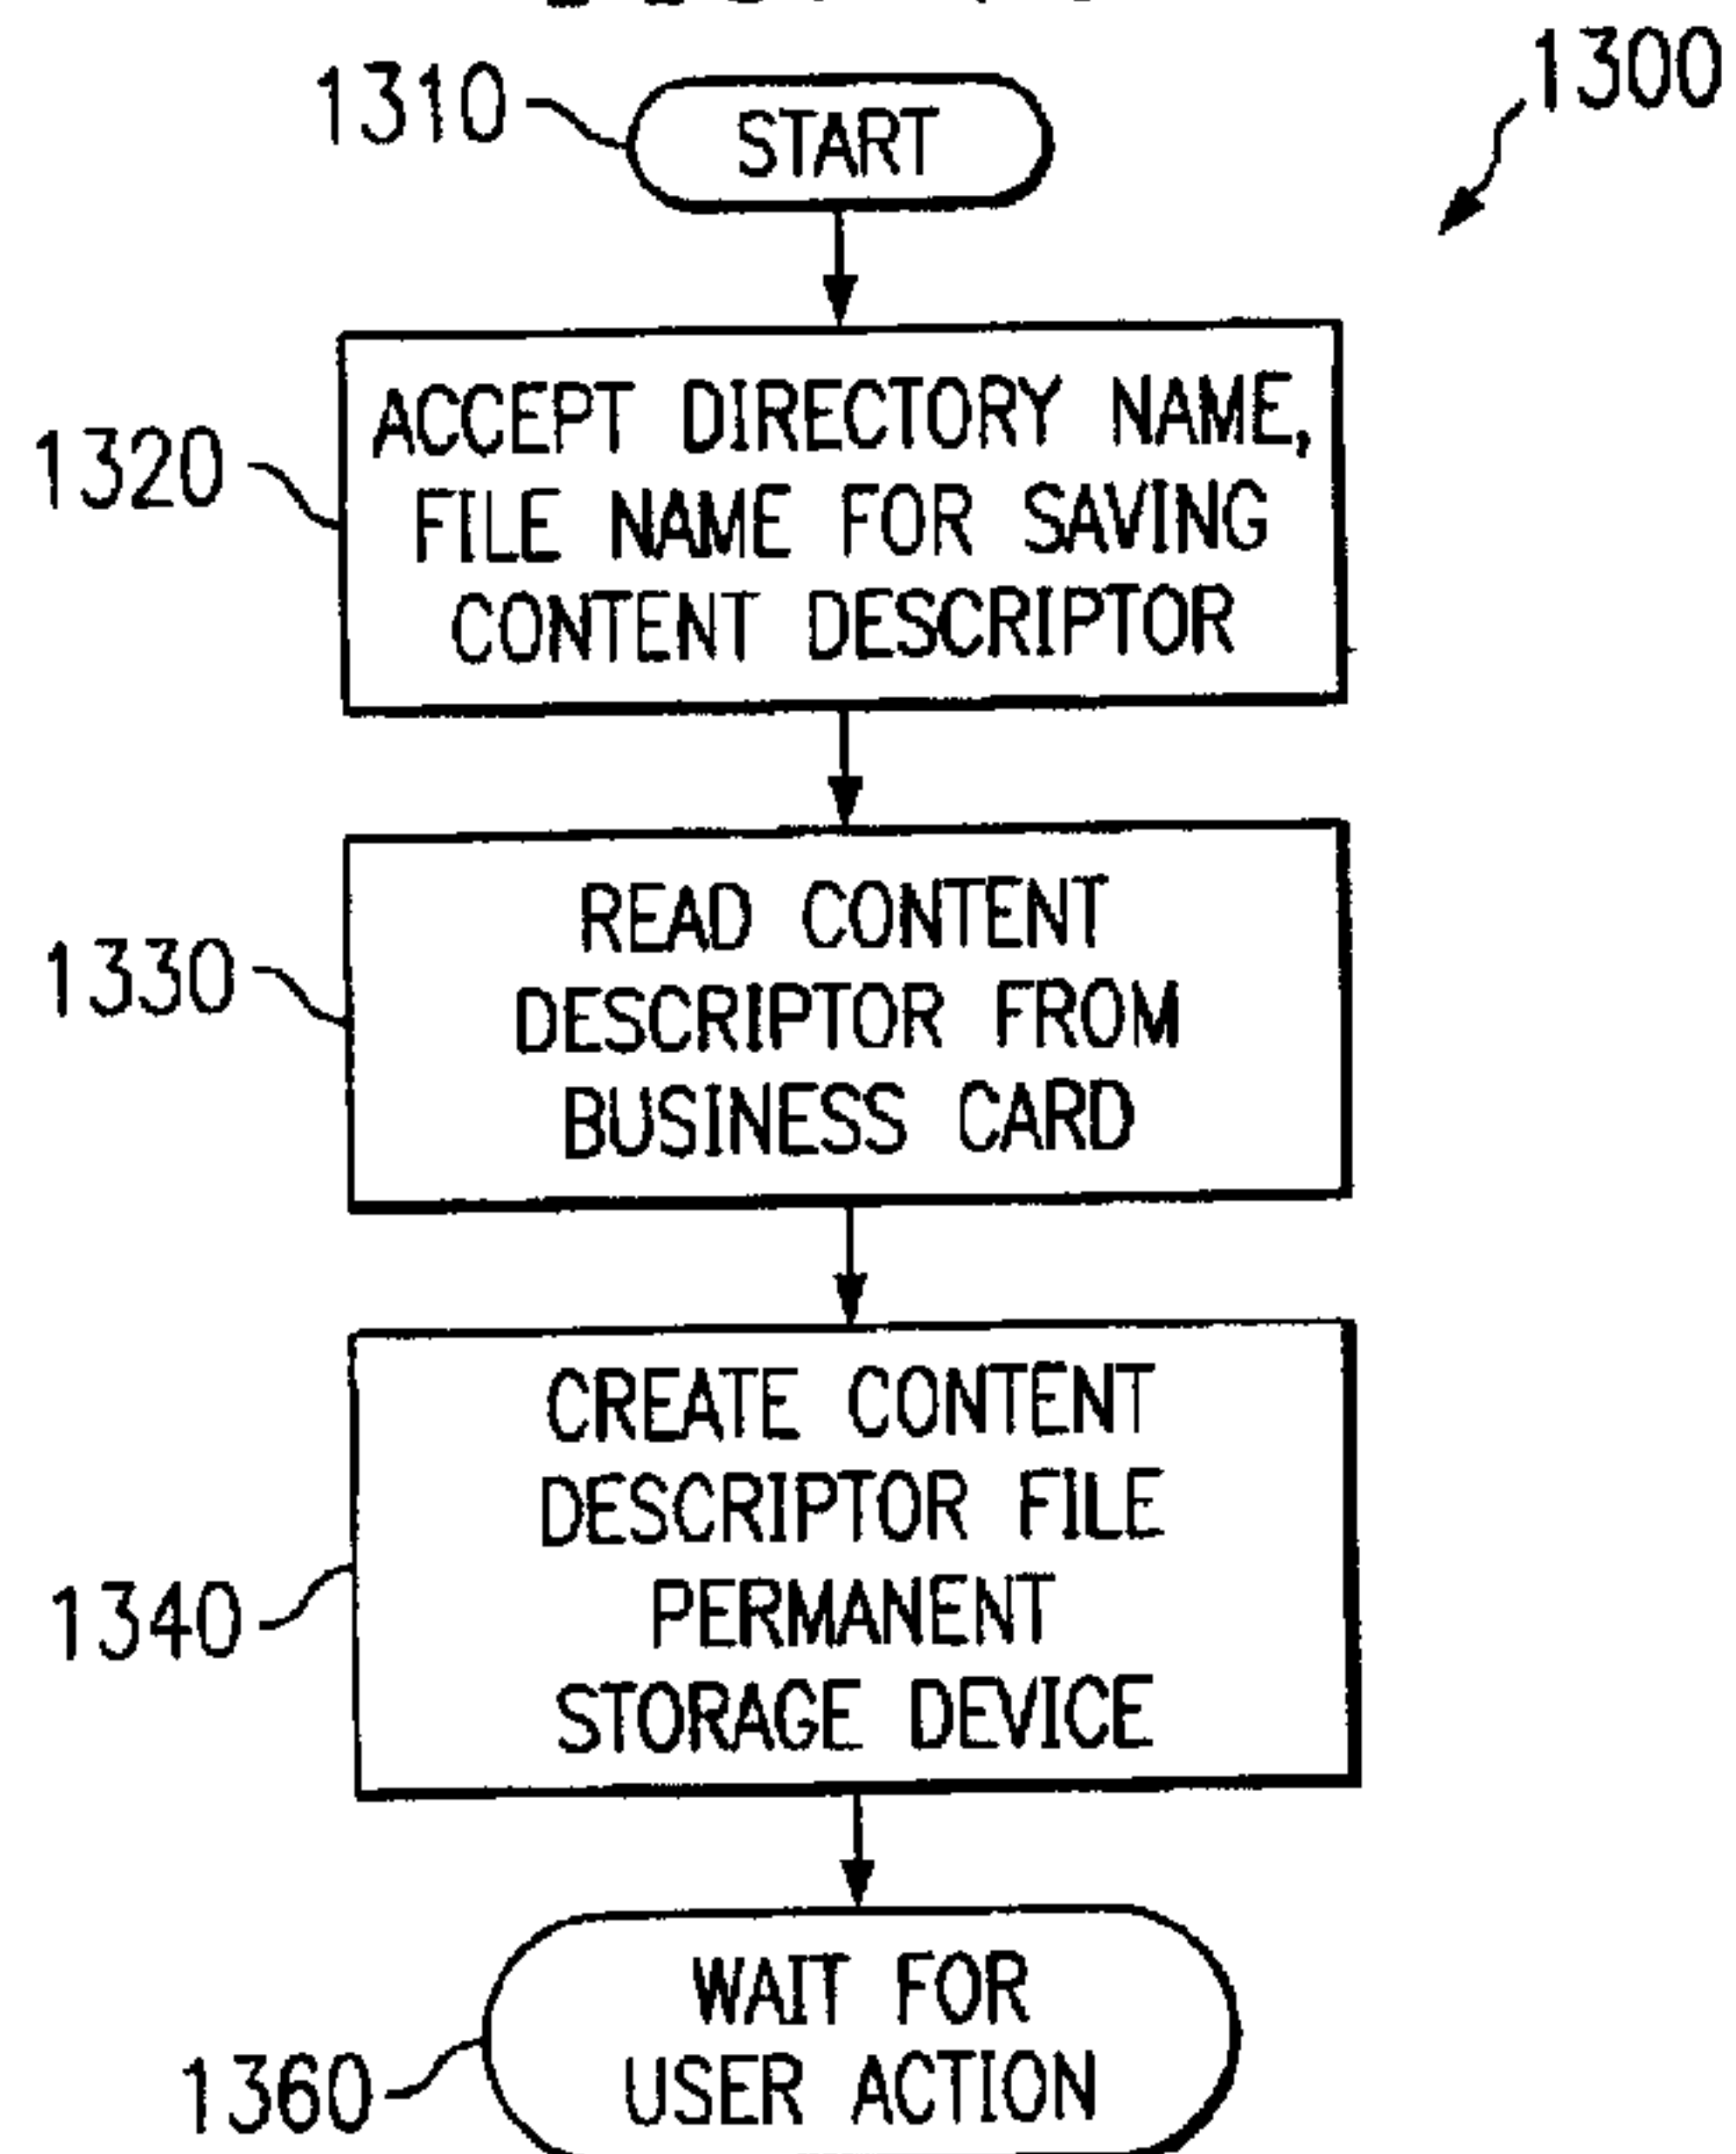 1300
1310
START
1320
ACCEPT DIRECTORY NAME,
FILE NAME FOR SAVING
CONTENT DESCRIPTOR
1330
READ CONTENT
DESCRIPTOR FROM
BUSINESS CARD
1340
CREATE CONTENT
DESCRIPTOR FILE
PERMANENT
STORAGE DEVICE
1360
WAIT FOR
USER ACTION